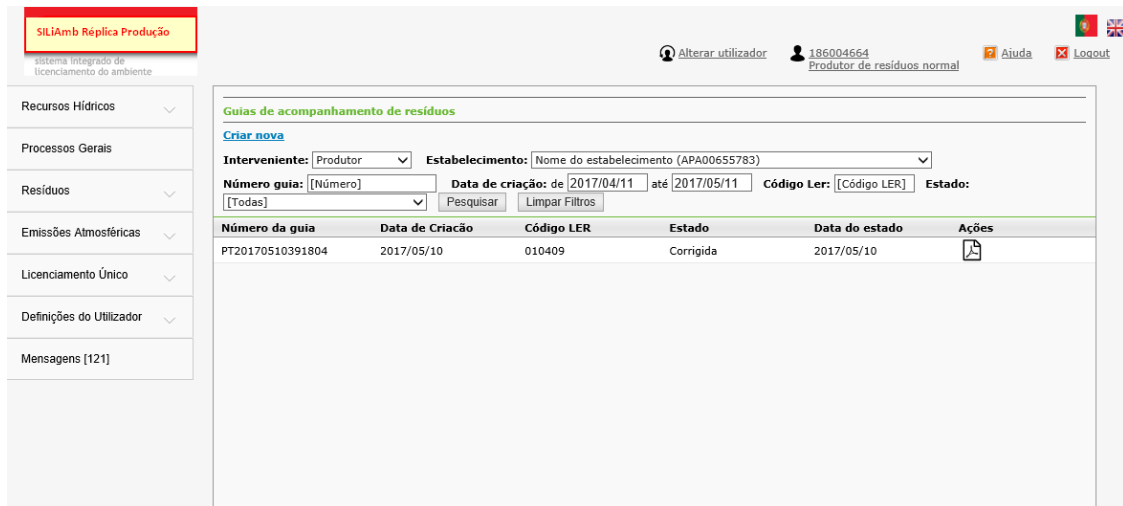 SILiAmb Réplica Produção
sistema integrado de
licenciamento do ambiente
Alterar utilizador
186004664
Produtor de resíduos normal
Ajuda
Logout
Recursos Hídricos
Processos Gerais
Resíduos
Emissões Atmosféricas
Licenciamento Único
Definições do Utilizador
Mensagens [121]
Guias de acompanhamento de resíduos
Criar nova
Interveniente: Produtor Estabelecimento: Nome do estabelecimento (APA00655783)
Número guia: [Número] Data de criação: de 2017/04/11 até 2017/05/11 Código Ler: [Código LER] Estado:
[Todas] Pesquisar Limpar Filtros
Número da guia Data de Criacão Código LER Estado Data do estado Ações
PT20170510391804 2017/05/10 010409 Corrigida 2017/05/10